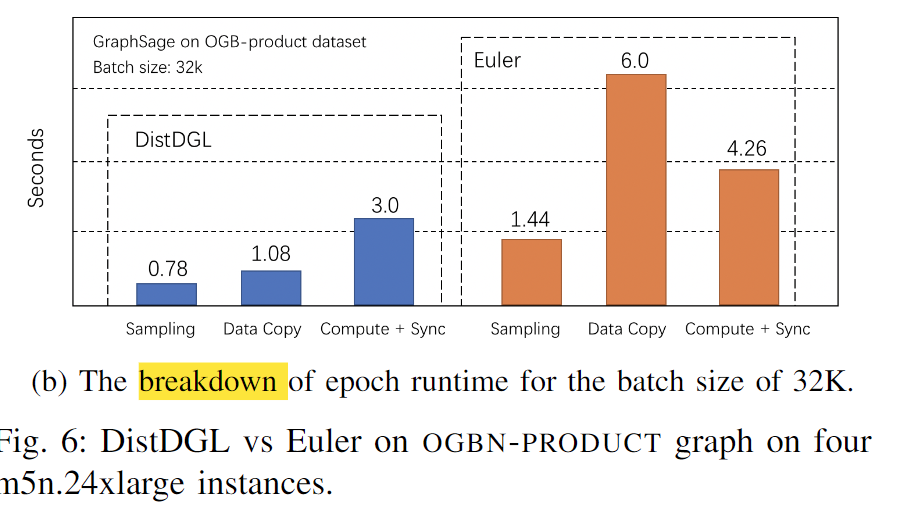 GraphSage on OGB-product dataset
Batch size: 32k
Seconds
DistDGL
0.78
1.08
3.0
Euler
1.44
6.0
4.26
Sampling Data Copy Compute + Sync Sampling Data Copy Compute + Sync
(b) The breakdown of epoch runtime for the batch size of 32K.
Fig. 6: DistDGL vs Euler on OGBN-PRODUCT graph on four
m5n.24xlarge instances.